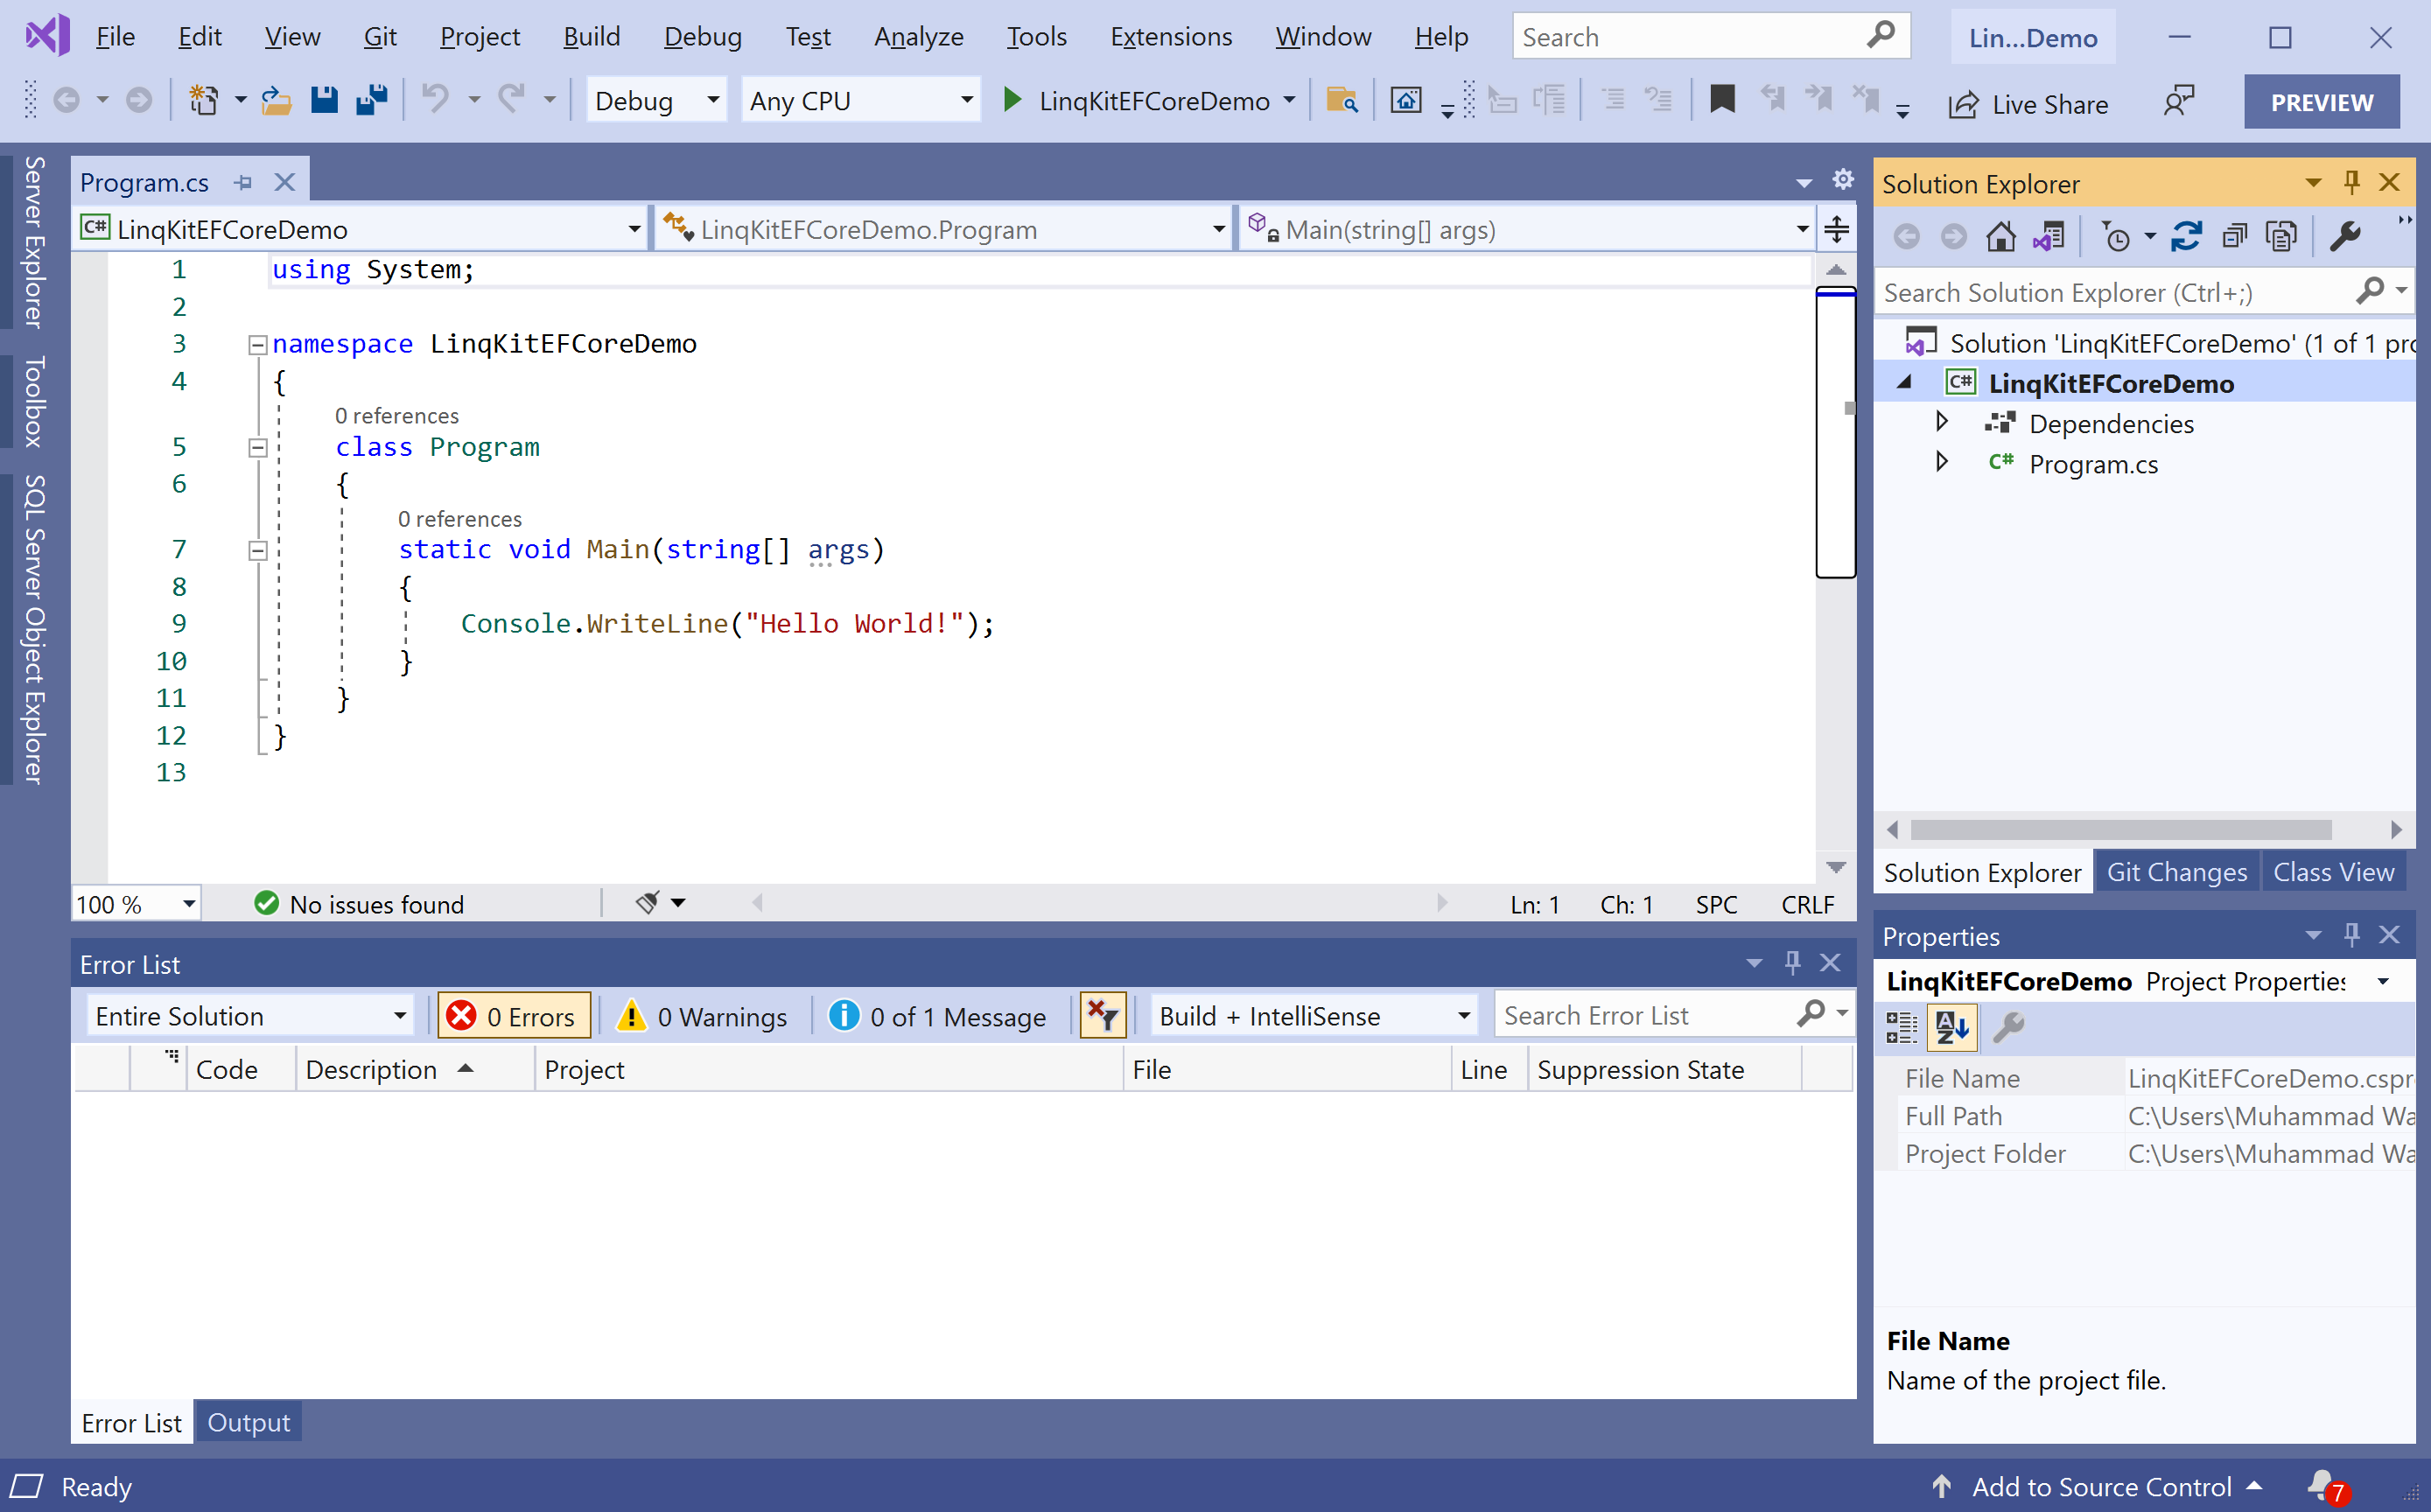 File Edit View Git Project Build Debug Test Analyze Tools Extensions Window Help Search Lin...Demo
Debug Any CPU LinqKitEFCoreDemo Live Share PREVIEW
Server Explorer
Toolbox
SQL Server Object Explorer
Program.cs
LinqKitEFCoreDemo LinqKitEFCoreDemo.Program Main(string[] args)
1 using System;
2
3 namespace LinqKitEFCoreDemo
4 {
0 references
5 class Program
6 {
0 references
7 static void Main(string[] args)
8 {
9 Console.WriteLine("Hello World!");
10 }
11 }
12 }
13
100 % No issues found Ln: 1 Ch: 1 SPC CRLF
Error List
Entire Solution 0 Errors 0 Warnings 0 of 1 Message Build + IntelliSense Search Error List
Code Description Project File Line Suppression State
Error List Output
Solution Explorer
Search Solution Explorer (Ctrl+;)
Solution 'LinqKitEFCoreDemo' (1 of 1 pro
C# LinqKitEFCoreDemo
Dependencies
C# Program.cs
Solution Explorer Git Changes Class View
Properties
LinqKitEFCoreDemo Project Properties
File Name LinqKitEFCoreDemo.cspr
Full Path C:\Users\Muhammad Wa
Project Folder C:\Users\Muhammad Wa
File Name
Name of the project file.
Ready Add to Source Control 7